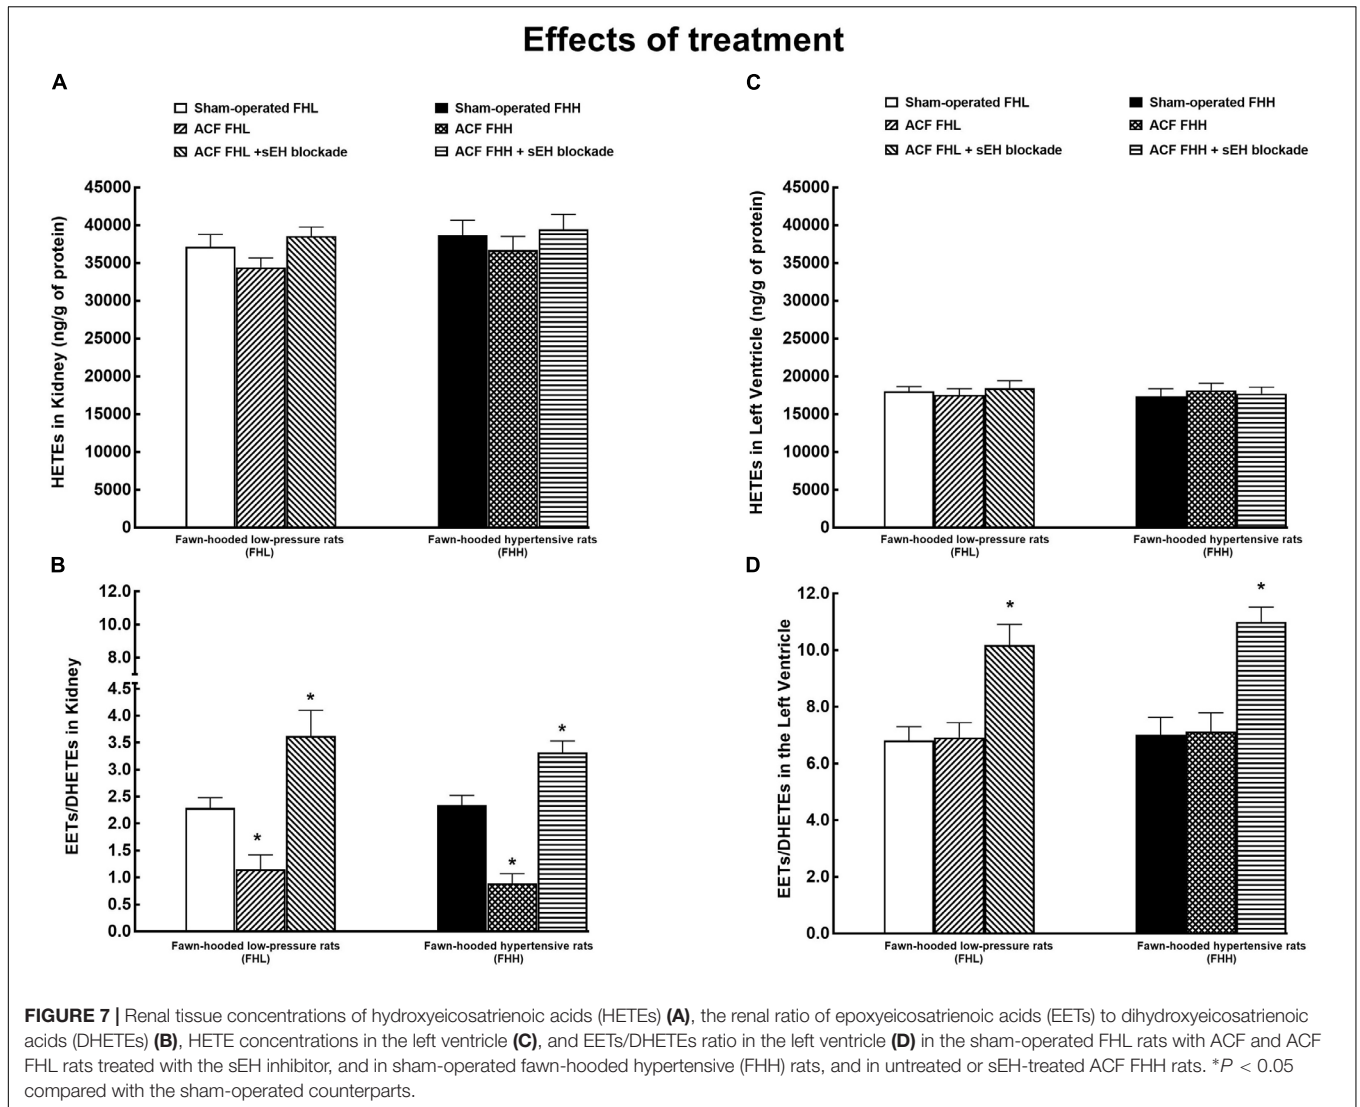 Effects of treatment
A
Sham-operated FHL
Sham-operated FHH
ACF FHL
ACF FHH
ACF FHL +sEH blockade
ACF FHH + sEH blockade
HETEs in Kidney (ng/g of protein)
45000
40000
35000
30000
25000
20000
15000
10000
5000
0
Fawn-hooded low-pressure rats
(FHL)
Fawn-hooded hypertensive rats
(FHH)
C
Sham-operated FHL
Sham-operated FHH
ACF FHL
ACF FHH
ACF FHL + sEH blockade
ACF FHH + sEH blockade
HETEs in Left Ventricle (ng/g of protein)
45000
40000
35000
30000
25000
20000
15000
10000
5000
0
Fawn-hooded low-pressure rats
(FHL)
Fawn-hooded hypertensive rats
(FHH)
B
EETs/DHETEs in Kidney
12.0
10.0
8.0
4.5
4.0
3.5
3.0
2.5
2.0
1.5
1.0
0.5
0.0
*
*
*
*
Fawn-hooded low-pressure rats
(FHL)
Fawn-hooded hypertensive rats
(FHH)
D
EETs/DHETEs in the Left Ventricle
12.0
10.0
8.0
6.0
4.0
2.0
0.0
*
*
Fawn-hooded low-pressure rats
(FHL)
Fawn-hooded hypertensive rats
(FHH)
FIGURE 7 | Renal tissue concentrations of hydroxyeicosatrienoic acids (HETEs) (A), the renal ratio of epoxyeicosatrienoic acids (EETs) to dihydroxyeicosatrienoic
acids (DHETEs) (B), HETE concentrations in the left ventricle (C), and EETs/DHETEs ratio in the left ventricle (D) in the sham-operated FHL rats with ACF and ACF
FHL rats treated with the sEH inhibitor, and in sham-operated fawn-hooded hypertensive (FHH) rats, and in untreated or sEH-treated ACF FHH rats. *P < 0.05
compared with the sham-operated counterparts.